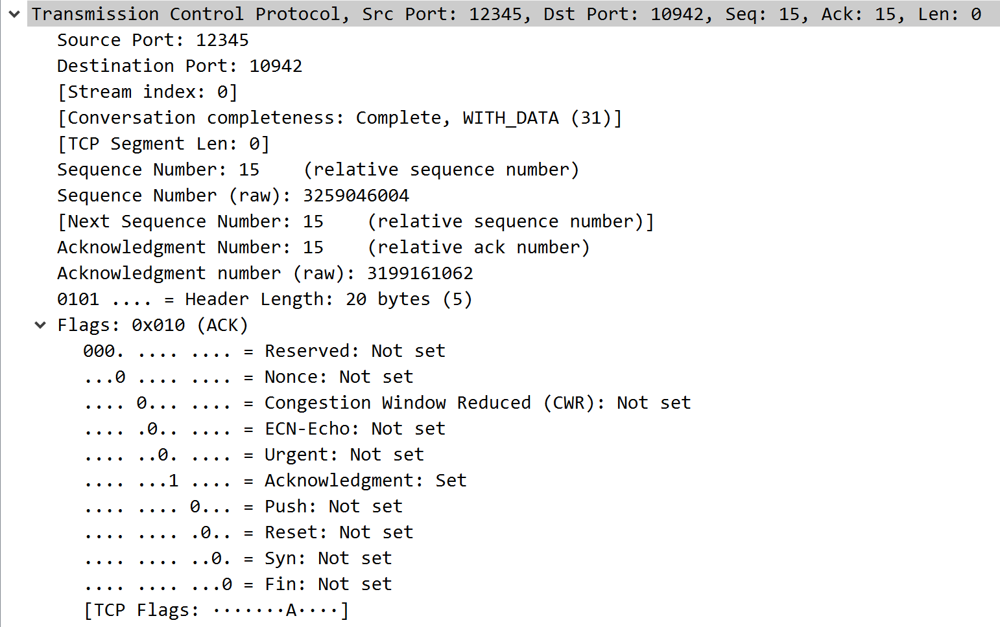 Transmission Control Protocol, Src Port: 12345, Dst Port: 10942, Seq: 15, Ack: 15, Len: 0
Source Port: 12345
Destination Port: 10942
[Stream index: 0]
[Conversation completeness: Complete, WITH_DATA (31)]
[TCP Segment Len: 0]
Sequence Number: 15    (relative sequence number)
Sequence Number (raw): 3259046004
[Next Sequence Number: 15    (relative sequence number)]
Acknowledgment Number: 15    (relative ack number)
Acknowledgment number (raw): 3199161062
0101 .... = Header Length: 20 bytes (5)
Flags: 0x010 (ACK)
000. .... .... = Reserved: Not set
...0 .... .... = Nonce: Not set
.... 0... .... = Congestion Window Reduced (CWR): Not set
.... .0.. .... = ECN-Echo: Not set
.... ..0. .... = Urgent: Not set
.... ...1 .... = Acknowledgment: Set
.... .... 0... = Push: Not set
.... .... .0.. = Reset: Not set
.... .... ..0. = Syn: Not set
.... .... ...0 = Fin: Not set
[TCP Flags: ·······A····]